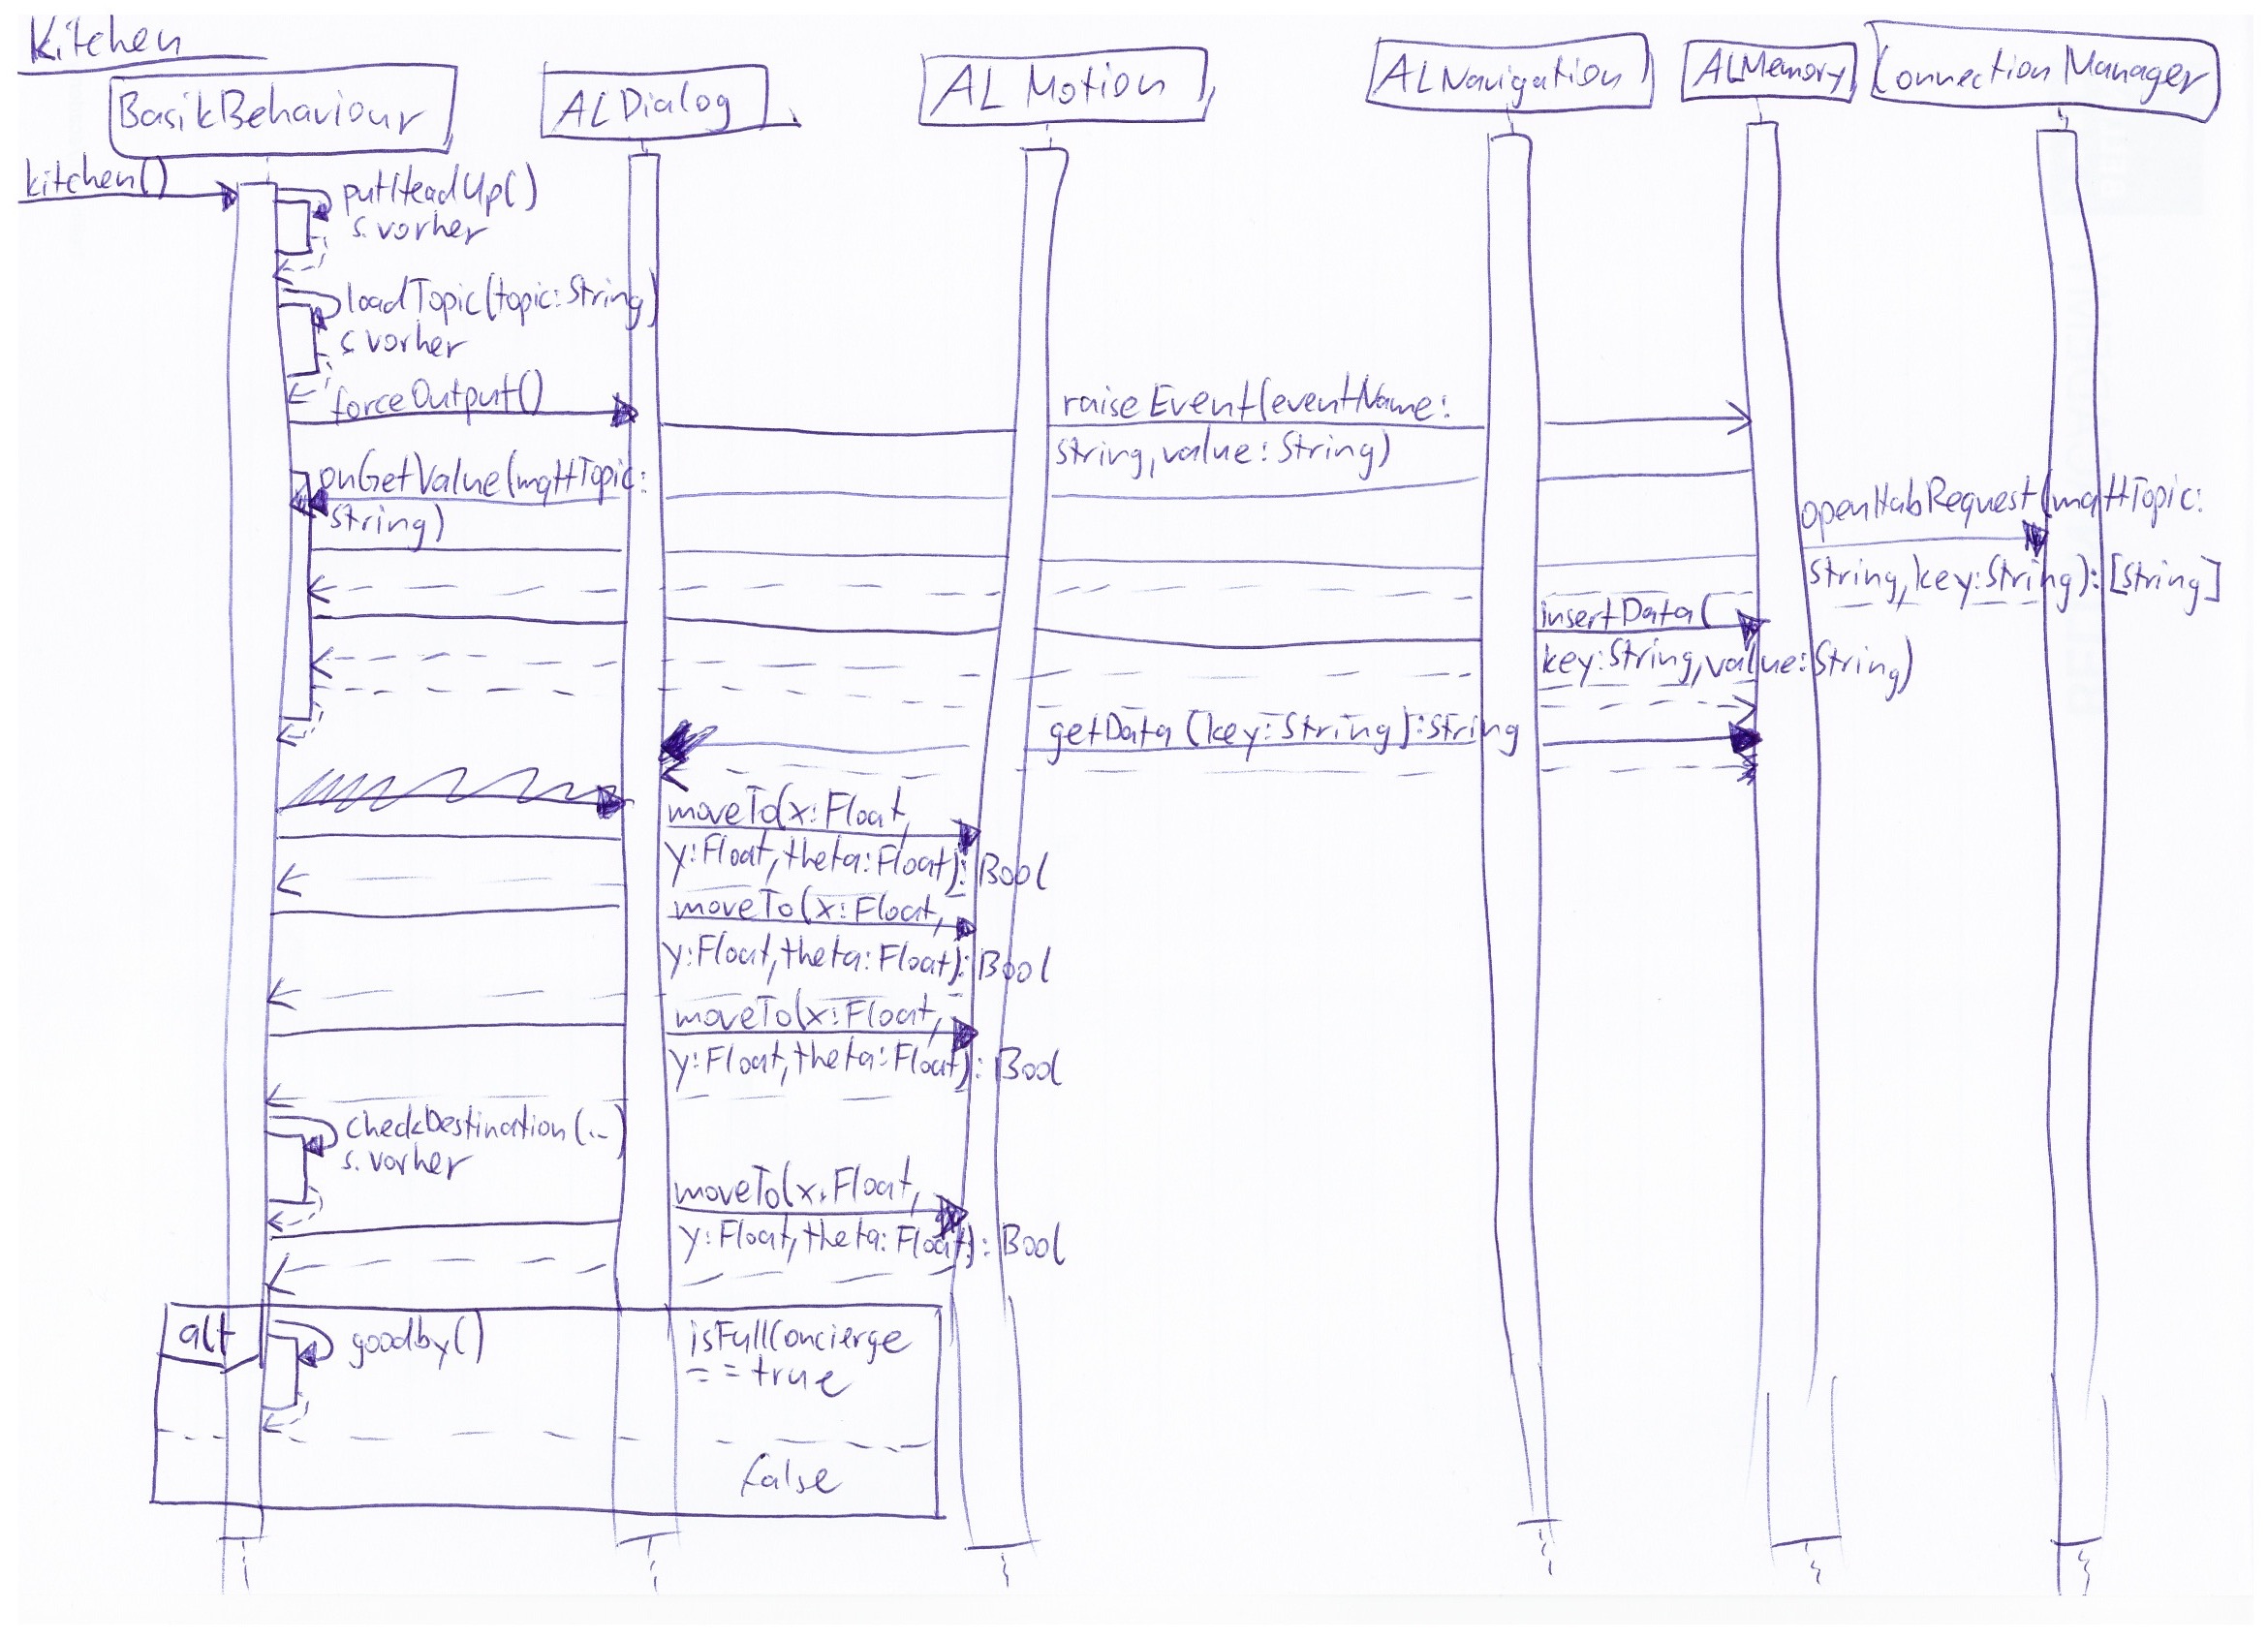 Kitchen
BasikBehaviour
ALDialog
AL Motion
ALNavigation
ALMemory
Connection Manager
kitchen()
putHeadUp()
s. vorher
loadTopic(topic:String)
s. vorher
forceOutput()
raiseEvent(eventName:
String, value: String)
onGetValue(mqttTopic:
String)
openHabRequest(mqttTopic:
String, key:String): [String]
insertData(
key:String, value:String)
getData (key: String): String
moveTo(x: Float,
y:Float, theta:Float): Bool
moveTo(x: Float,
y:Float, theta:Float): Bool
moveTo(x: Float,
y:Float, theta:Float): Bool
checkDestination(...)
s. vorher
moveTo(x: Float,
y:Float, theta:Float): Bool
alt
goodby()
isFullConcierge
== true
false